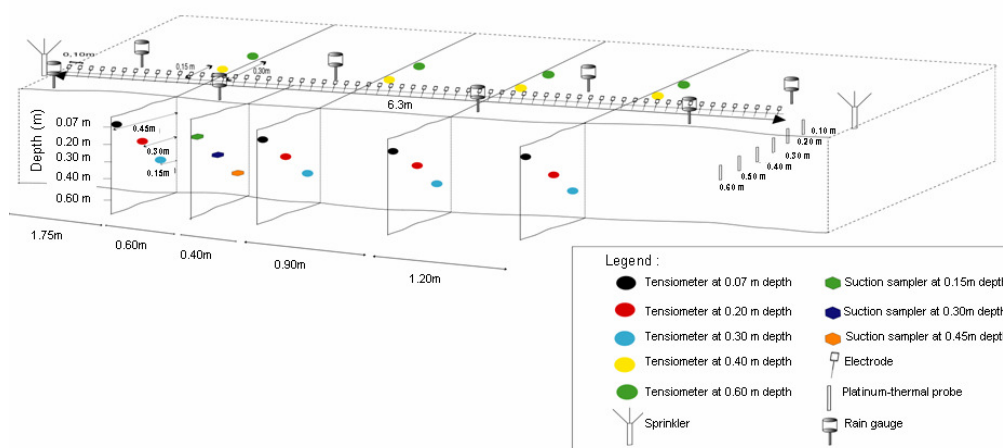 0,10m
0,15 m
0,30m
6.3m
Depth (m)
0.07 m
0.20 m
0.30 m
0.40 m
0.60 m
0.45m
0.30m
0.15m
0.10 m
0.20 m
0.30 m
0.40 m
0.50 m
0.60 m
1.75m
0.60m
0.40m
0.90m
1.20m
Legend :
Tensiometer at 0.07 m depth
Tensiometer at 0.20 m depth
Tensiometer at 0.30 m depth
Tensiometer at 0.40 m depth
Tensiometer at 0.60 m depth
Sprinkler
Suction sampler at 0.15m depth
Suction sampler at 0.30m depth
Suction sampler at 0.45m depth
Electrode
Platinum-thermal probe
Rain gauge